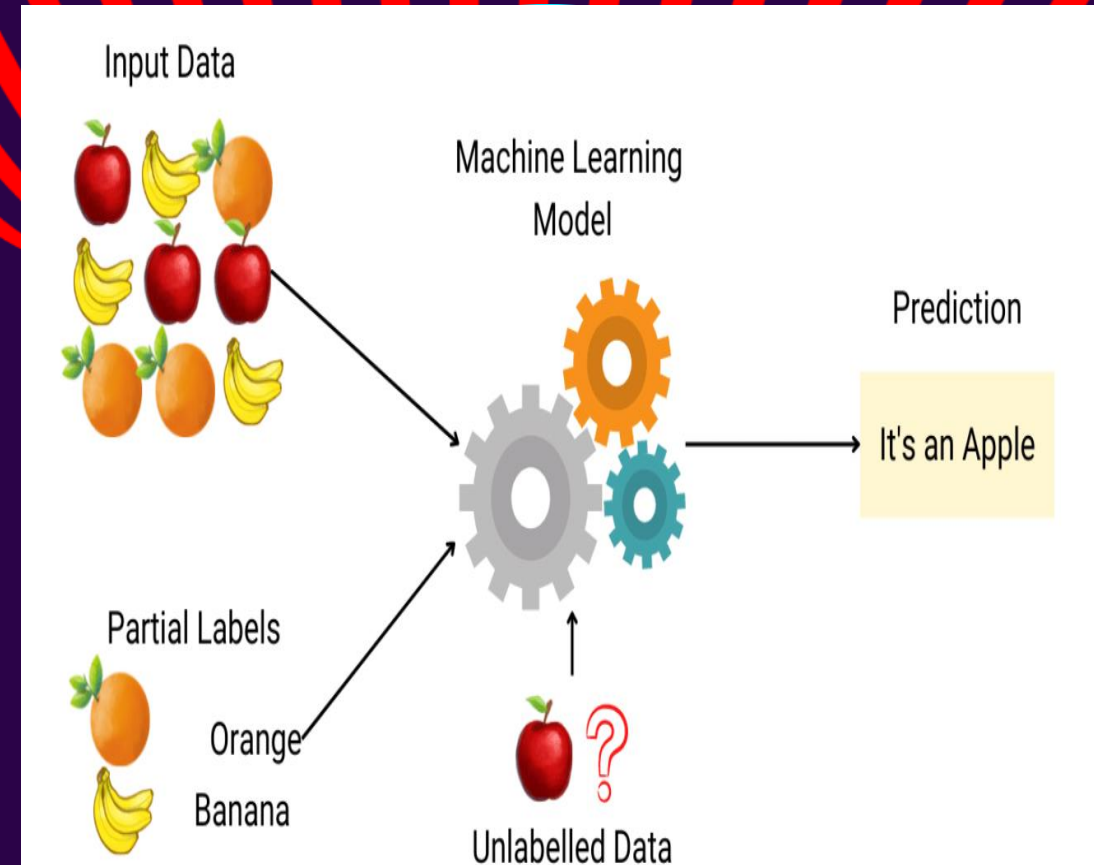 Input Data
Machine Learning
Model
Prediction
It's an Apple
Partial Labels
Orange
Banana
Unlabelled Data